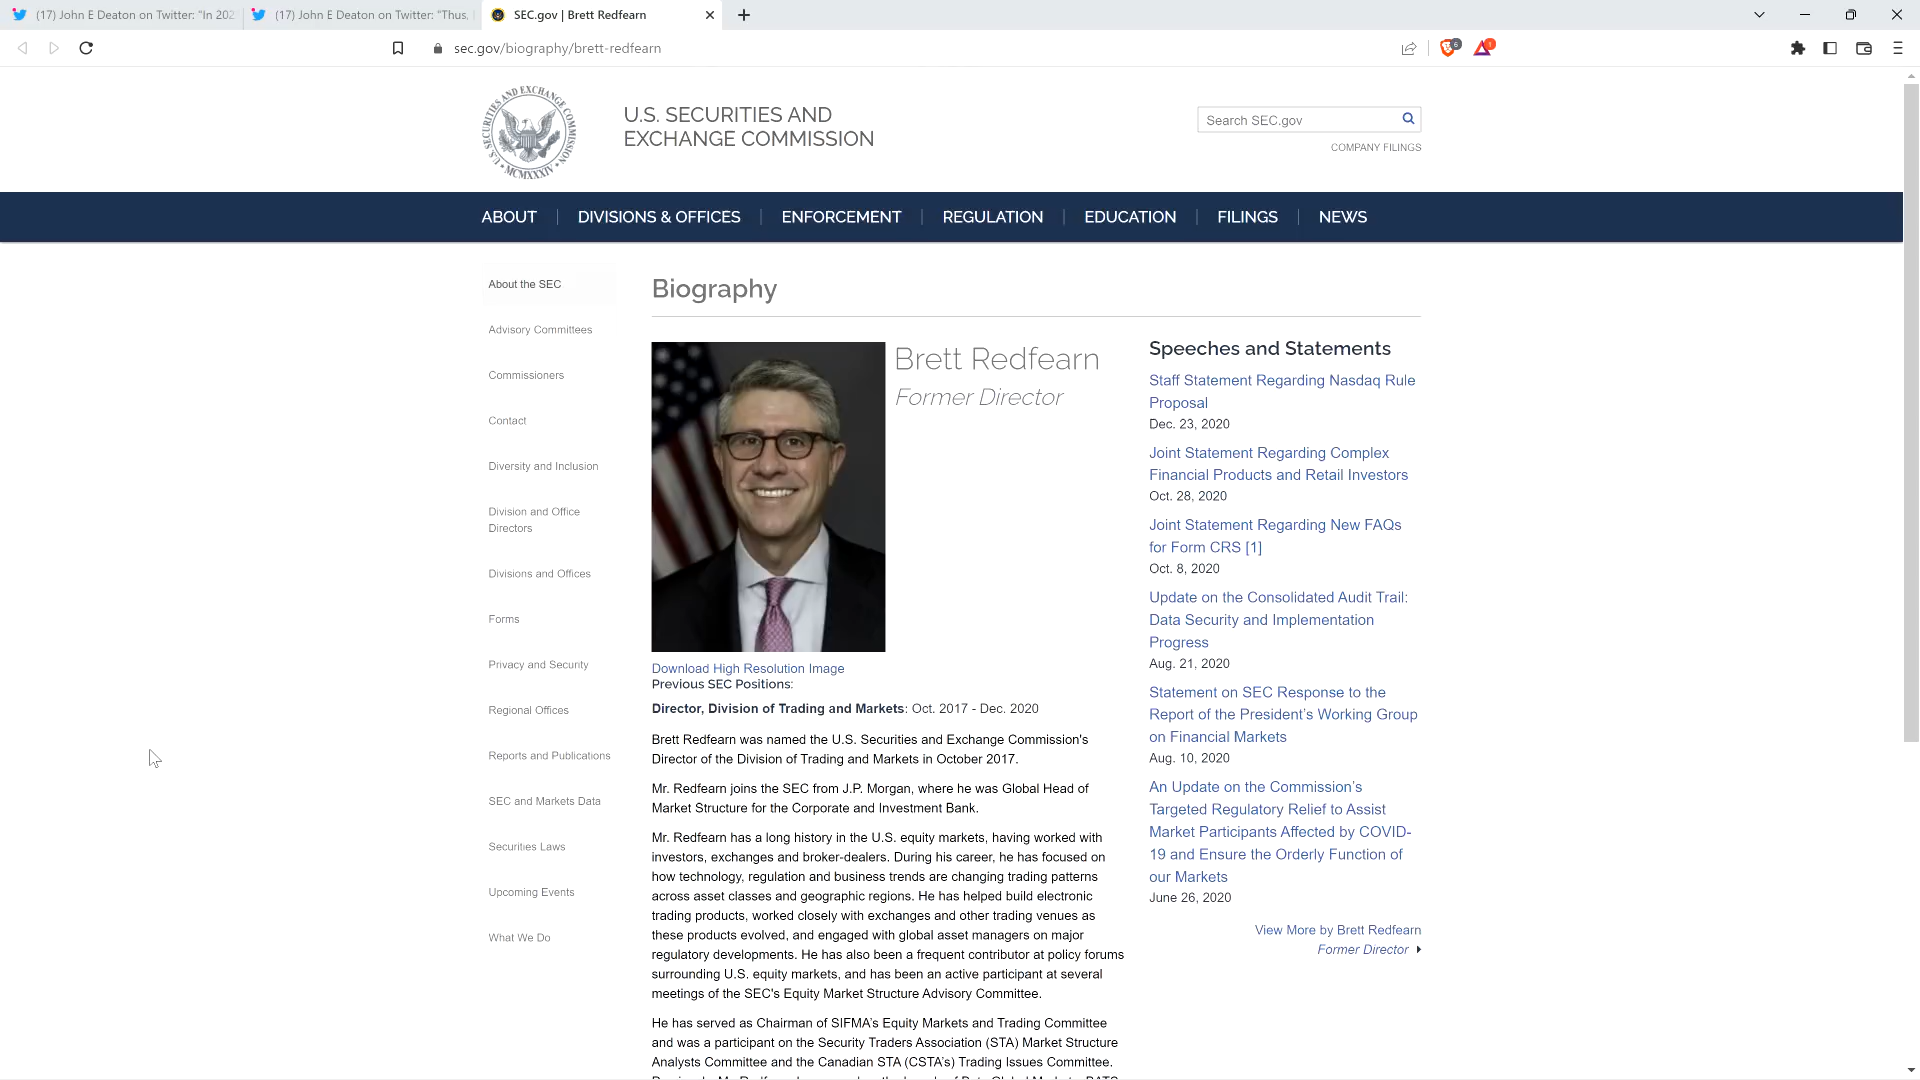 (17) John E Deaton on Twitter: "In 202
(17) John E Deaton on Twitter: "Thus,
SEC.gov | Brett Redfearn
sec.gov/biography/brett-redfearn
6
1
U.S. SECURITIES AND EXCHANGE COMMISSION
MCMXXXIV
U.S. SECURITIES AND
EXCHANGE COMMISSION
Search SEC.gov
COMPANY FILINGS
ABOUT
DIVISIONS & OFFICES
ENFORCEMENT
REGULATION
EDUCATION
FILINGS
NEWS
About the SEC
Advisory Committees
Commissioners
Contact
Diversity and Inclusion
Division and Office
Directors
Divisions and Offices
Forms
Privacy and Security
Regional Offices
Reports and Publications
SEC and Markets Data
Securities Laws
Upcoming Events
What We Do
Biography
Brett Redfearn
Former Director
Download High Resolution Image
Previous SEC Positions:
Director, Division of Trading and Markets: Oct. 2017 - Dec. 2020
Brett Redfearn was named the U.S. Securities and Exchange Commission's
Director of the Division of Trading and Markets in October 2017.
Mr. Redfearn joins the SEC from J.P. Morgan, where he was Global Head of
Market Structure for the Corporate and Investment Bank.
Mr. Redfearn has a long history in the U.S. equity markets, having worked with
investors, exchanges and broker-dealers. During his career, he has focused on
how technology, regulation and business trends are changing trading patterns
across asset classes and geographic regions. He has helped build electronic
trading products, worked closely with exchanges and other trading venues as
these products evolved, and engaged with global asset managers on major
regulatory developments. He has also been a frequent contributor at policy forums
surrounding U.S. equity markets, and has been an active participant at several
meetings of the SEC's Equity Market Structure Advisory Committee.
He has served as Chairman of SIFMA's Equity Markets and Trading Committee
and was a participant on the Security Traders Association (STA) Market Structure
Analysts Committee and the Canadian STA (CSTA's) Trading Issues Committee.
Speeches and Statements
Staff Statement Regarding Nasdaq Rule
Proposal
Dec. 23, 2020
Joint Statement Regarding Complex
Financial Products and Retail Investors
Oct. 28, 2020
Joint Statement Regarding New FAQs
for Form CRS [1]
Oct. 8, 2020
Update on the Consolidated Audit Trail:
Data Security and Implementation
Progress
Aug. 21, 2020
Statement on SEC Response to the
Report of the President's Working Group
on Financial Markets
Aug. 10, 2020
An Update on the Commission's
Targeted Regulatory Relief to Assist
Market Participants Affected by COVID-
19 and Ensure the Orderly Function of
our Markets
June 26, 2020
View More by Brett Redfearn
Former Director